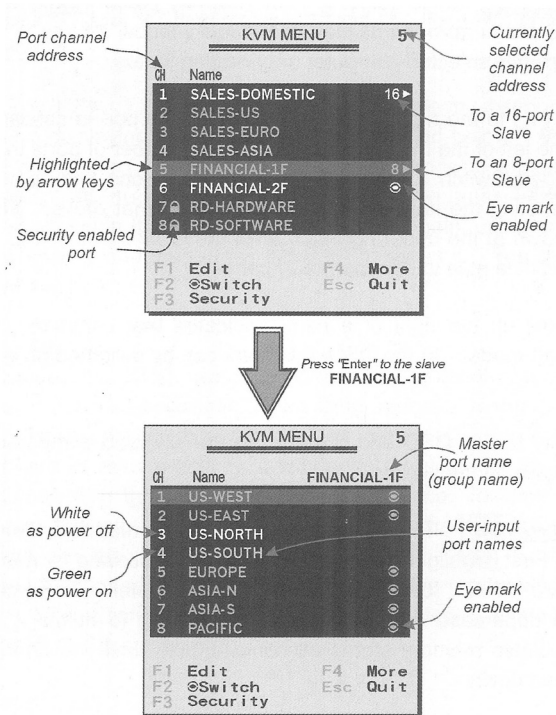 KVM MENU 5
Port channel address
Currently selected channel address
CH Name
1 SALES-DOMESTIC 16
2 SALES-US
3 SALES-EURO
4 SALES-ASIA
5 FINANCIAL-1F 8
6 FINANCIAL-2F
7 RD-HARDWARE
8 RD-SOFTWARE
To a 16-port Slave
Highlighted by arrow keys
To an 8-port Slave
Eye mark enabled
Security enabled port
F1 Edit F4 More
F2 Switch Esc Quit
F3 Security
Press "Enter" to the slave
FINANCIAL-1F
KVM MENU 5
Master port name (group name)
CH Name FINANCIAL-1F
1 US-WEST
2 US-EAST
3 US-NORTH
4 US-SOUTH
5 EUROPE
6 ASIA-N
7 ASIA-S
8 PACIFIC
White as power off
Green as power on
User-input port names
Eye mark enabled
F1 Edit F4 More
F2 Switch Esc Quit
F3 Security